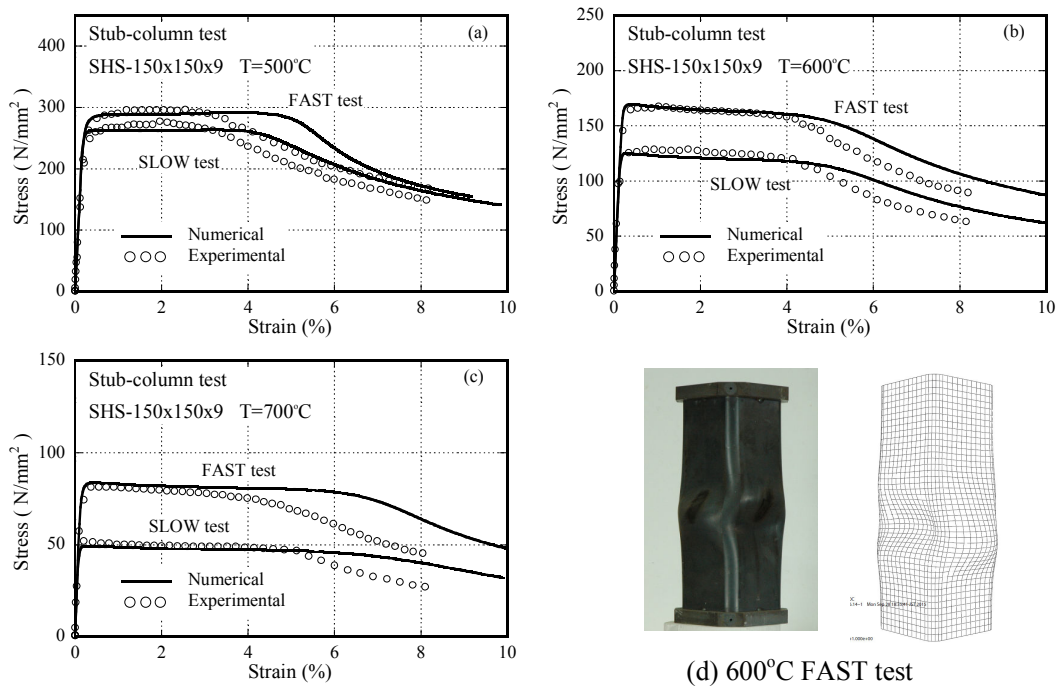 Stub-column test
(a)
SHS-150x150x9 T=500°C
FAST test
SLOW test
Numerical
Experimental
Stress ( N/mm² )
400
300
200
100
0
0 2 4 6 8 10
Strain (%)
Stub-column test
(b)
SHS-150x150x9 T=600°C
FAST test
SLOW test
Numerical
Experimental
Stress ( N/mm² )
250
200
150
100
50
0
0 2 4 6 8 10
Strain (%)
Stub-column test
(c)
SHS-150x150x9 T=700°C
FAST test
SLOW test
Numerical
Experimental
Stress ( N/mm² )
150
100
50
0
0 2 4 6 8 10
Strain (%)
(d) 600°C FAST test